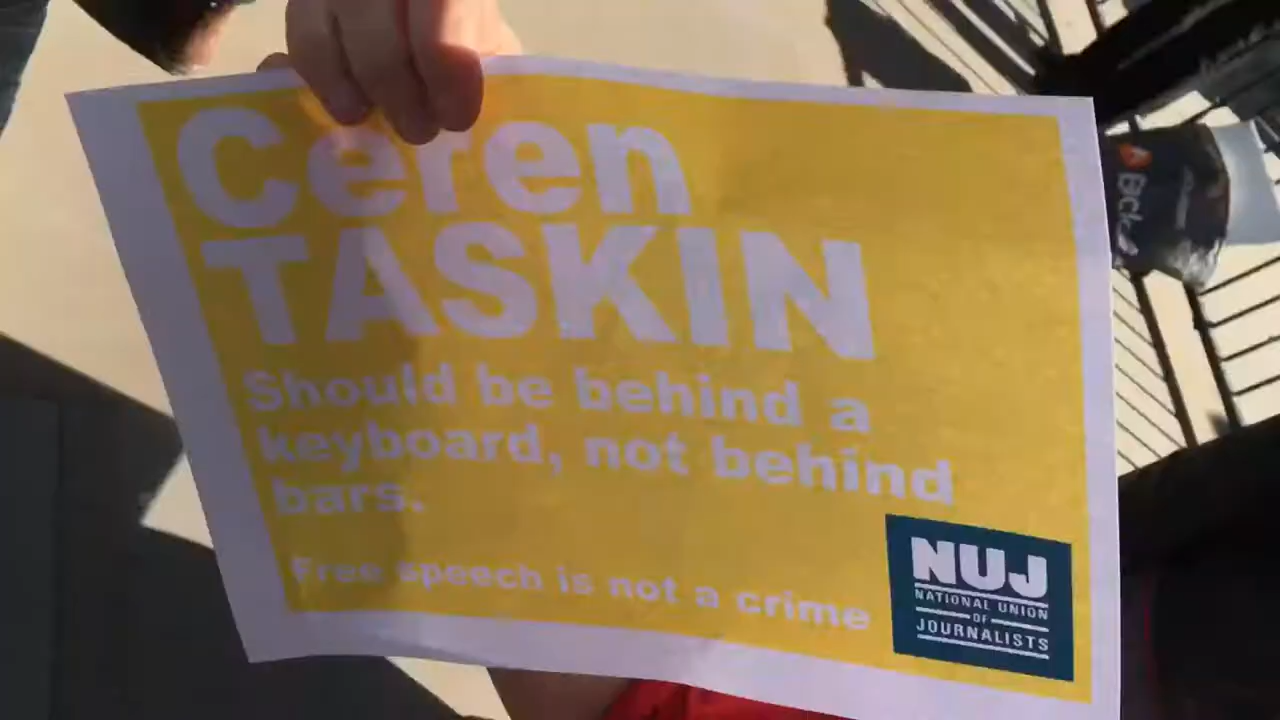 Ceren
TASKIN
Should be behind a
keyboard, not behind
bars.
Free speech is not a crime
NUJ
NATIONAL UNION
OF
JOURNALISTS